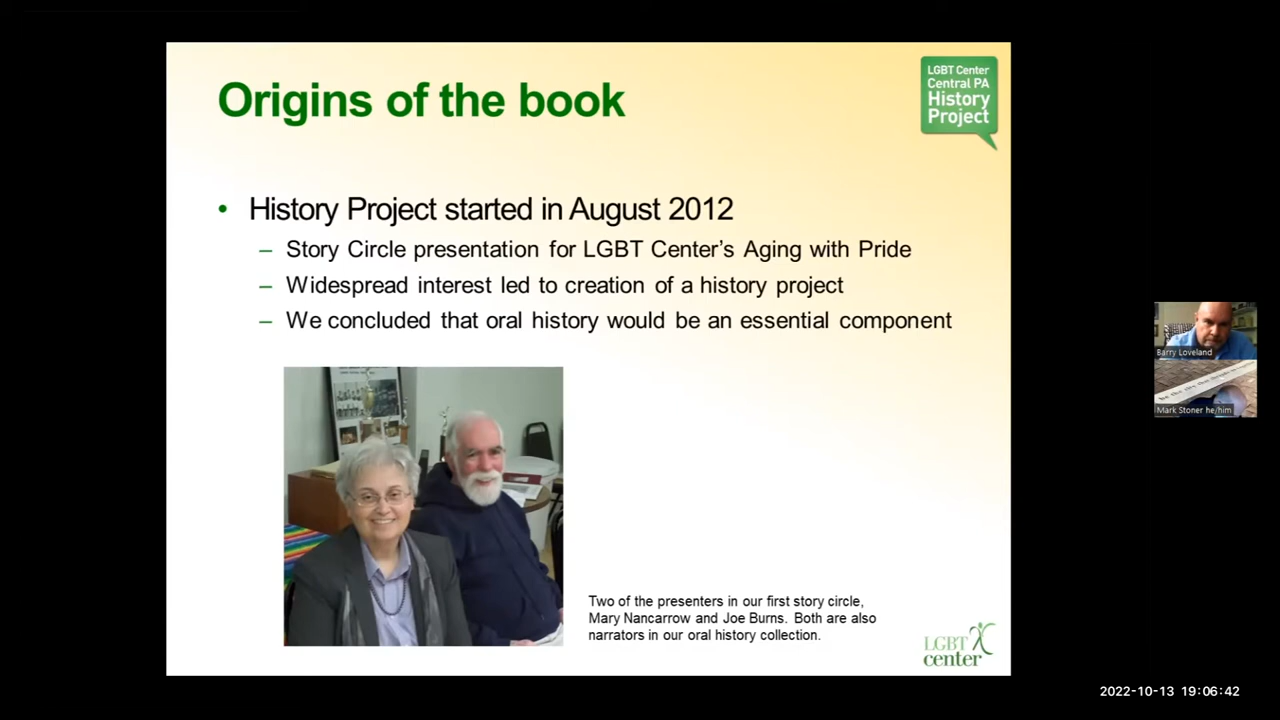 Origins of the book
LGBT Center
Central PA
History
Project
• History Project started in August 2012
– Story Circle presentation for LGBT Center’s Aging with Pride
– Widespread interest led to creation of a history project
– We concluded that oral history would be an essential component
Two of the presenters in our first story circle,
Mary Nancarrow and Joe Burns. Both are also
narrators in our oral history collection.
LGBT
center
Barry Loveland
Mark Stoner he/him
2022-10-13 19:06:42